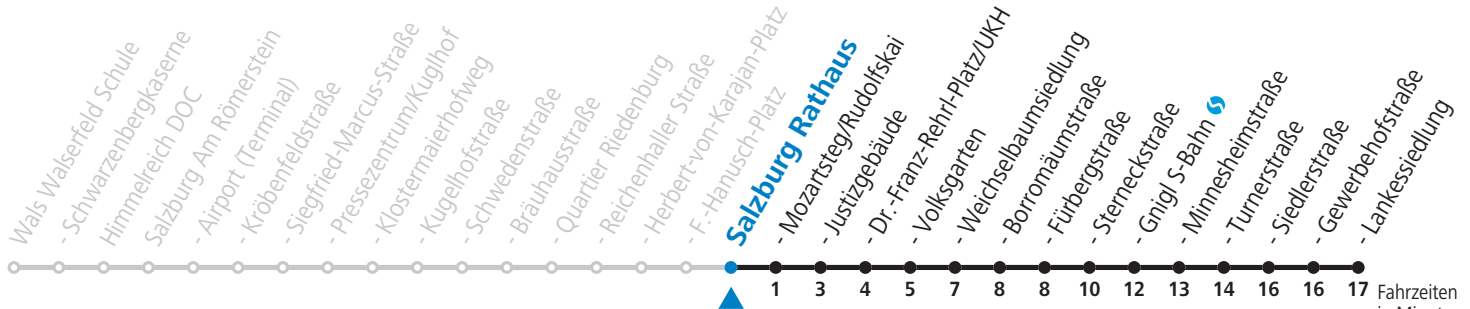 Wals Walserfeld Schule
- Schwarzenbergkaserne
Himmelreich DOC
Salzburg Am Römerstein
- Airport (Terminal)
- Kröbenfeldstraße
- Siegfried-Marcus-Straße
- Pressezentrum/Kuglhof
- Klostermaierhofweg
- Kugelhofstraße
- Schwedenstraße
- Bräuhausstraße
- Quartier Riedenburg
- Reichenhaller Straße
- Herbert-von-Karajan-Platz
- F.-Hanusch-Platz
Salzburg Rathaus
- Mozartsteg/Rudolfskai
- Justizgebäude
- Dr.-Franz-Rehrl-Platz/UKH
- Volksgarten
- Weichselbaumsiedlung
- Borromäumstraße
- Fürbergstraße
- Sterneckstraße
- Gnigl S-Bahn
- Minnesheimstraße
- Turnerstraße
- Siedlerstraße
- Gewerbehofstraße
- Lankessiedlung
1 3 4 5 7 8 8 10 12 13 14 16 16 17 Fahrzeiten